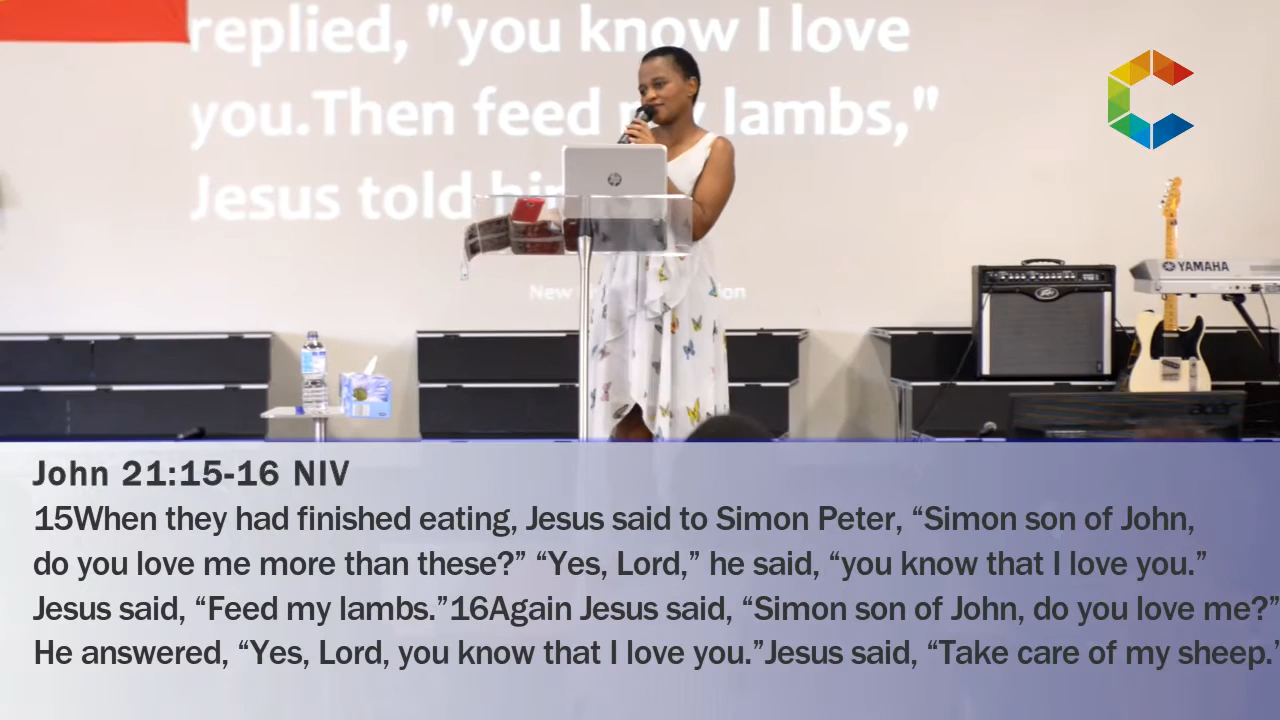 replied, "you know I love
you.Then feed my lambs,"
Jesus told him
New
YAMAHA
John 21:15-16 NIV
15When they had finished eating, Jesus said to Simon Peter, “Simon son of John,
do you love me more than these?” “Yes, Lord,” he said, “you know that I love you.”
Jesus said, “Feed my lambs.”16Again Jesus said, “Simon son of John, do you love me?”
He answered, “Yes, Lord, you know that I love you.”Jesus said, “Take care of my sheep.’